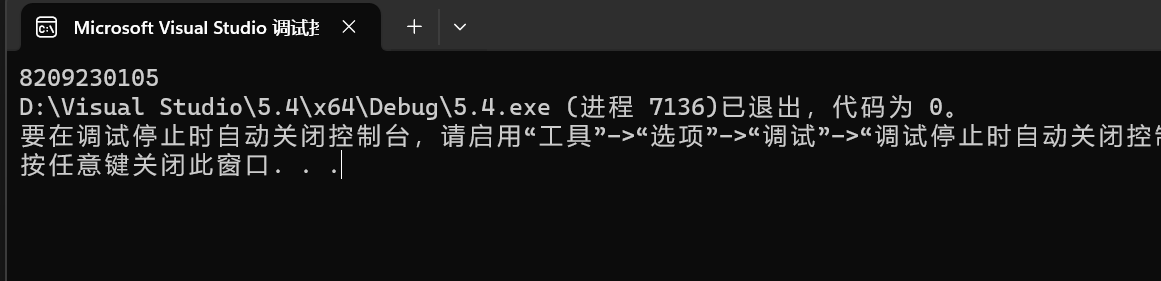 Microsoft Visual Studio 调试
8209230105
D:\Visual Studio\5.4\x64\Debug\5.4.exe (进程 7136)已退出，代码为 0。
要在调试停止时自动关闭控制台，请启用“工具”->“选项”->“调试”->“调试停止时自动关闭控
按任意键关闭此窗口. . .